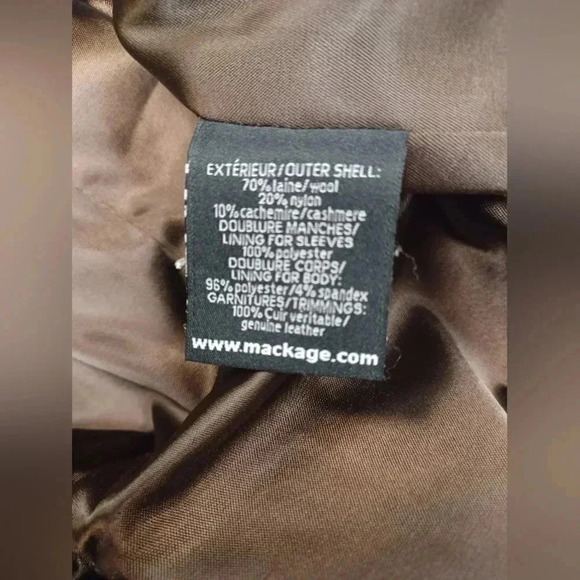 EXTÉRIEUR/OUTER SHELL:
70% laine/wool
20% nylon
10% cachemire/cashmere
DOUBLURE MANCHES/
LINING FOR SLEEVES
100% polyester
DOUBLURE CORPS/
LINING FOR BODY:
96% polyester/4% spandex
GARNITURES/TRIMMINGS:
100% Cuir veritable/
genuine leather
www.mackage.com